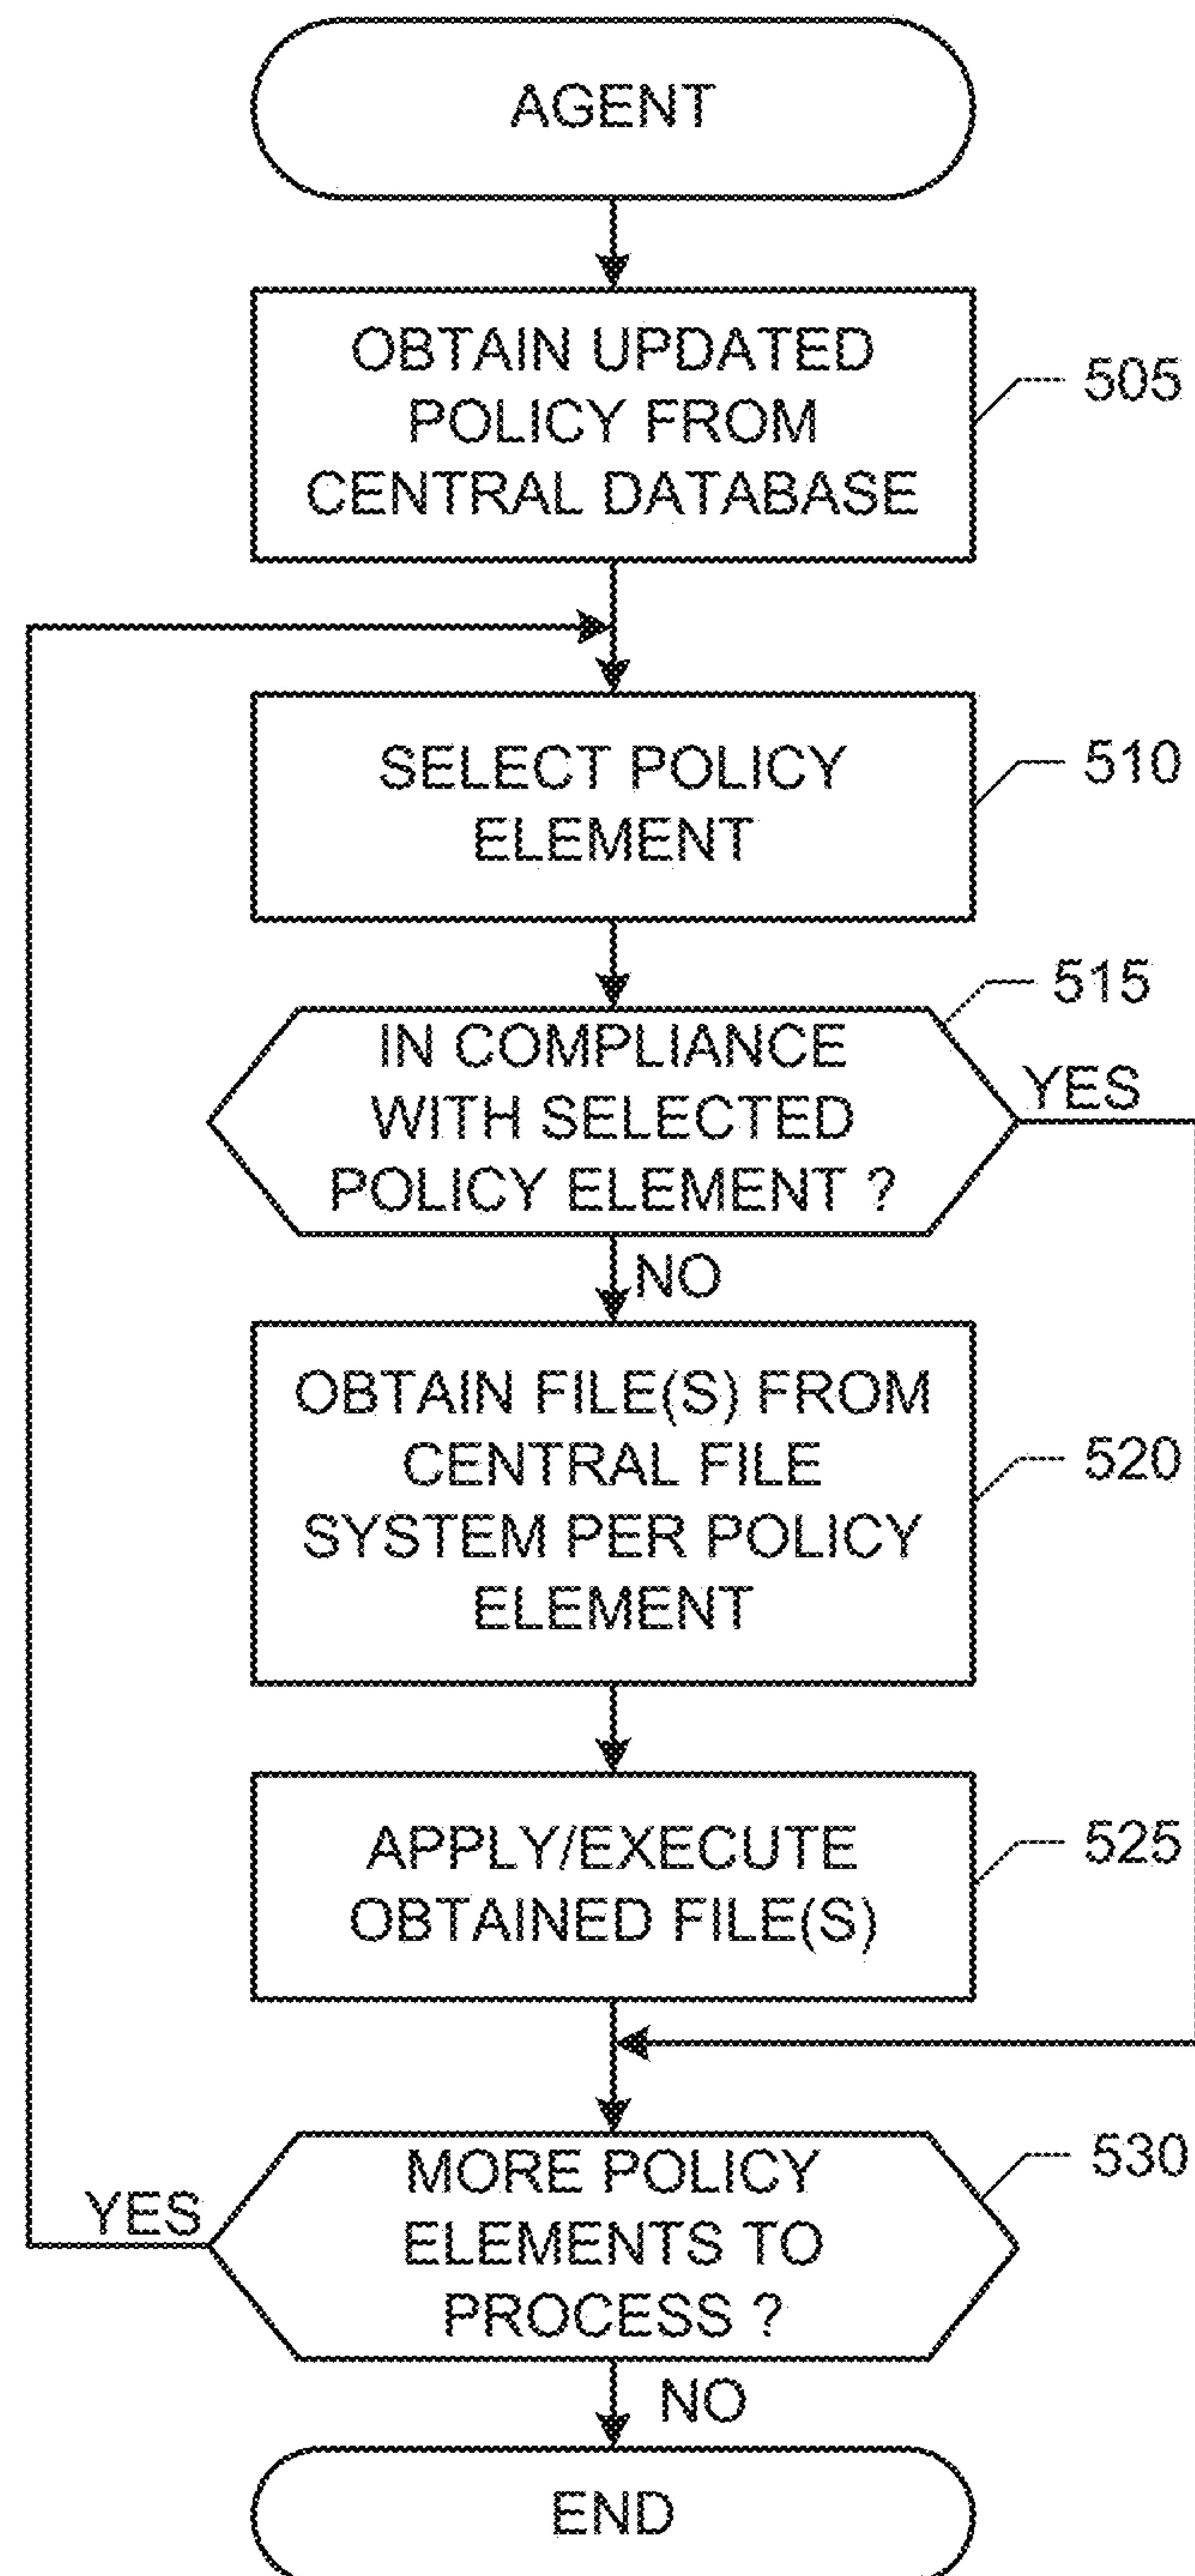 AGENT
OBTAIN UPDATED
POLICY FROM
CENTRAL DATABASE
505
SELECT POLICY
ELEMENT
510
515
IN COMPLIANCE
WITH SELECTED
POLICY ELEMENT ?
YES
NO
OBTAIN FILE(S) FROM
CENTRAL FILE
SYSTEM PER POLICY
ELEMENT
520
APPLY/EXECUTE
OBTAINED FILE(S)
525
MORE POLICY
ELEMENTS TO
PROCESS ?
530
YES
NO
END